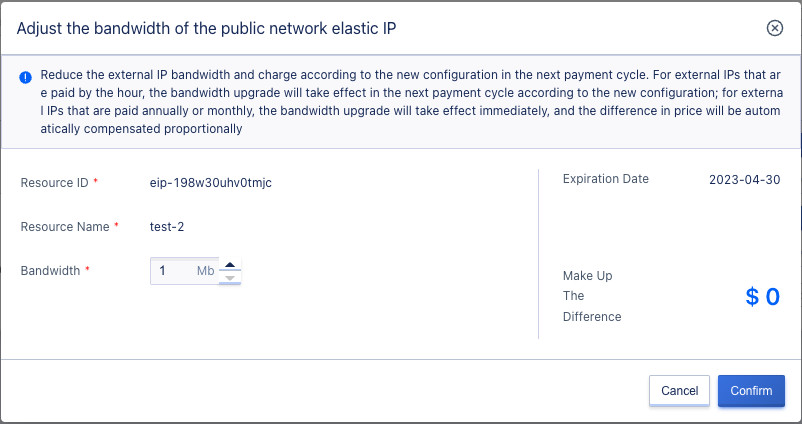 Adjust the bandwidth of the public network elastic IP
Reduce the external IP bandwidth and charge according to the new configuration in the next payment cycle. For external IPs that ar
e paid by the hour, the bandwidth upgrade will take effect in the next payment cycle according to the new configuration; for externa
l IPs that are paid annually or monthly, the bandwidth upgrade will take effect immediately, and the difference in price will be autom
atically compensated proportionally
Resource ID * eip-198w30uhv0tmjc
Resource Name * test-2
Bandwidth * 1 Mb
Expiration Date 2023-04-30
Make Up
The
Difference
$ 0
Cancel Confirm